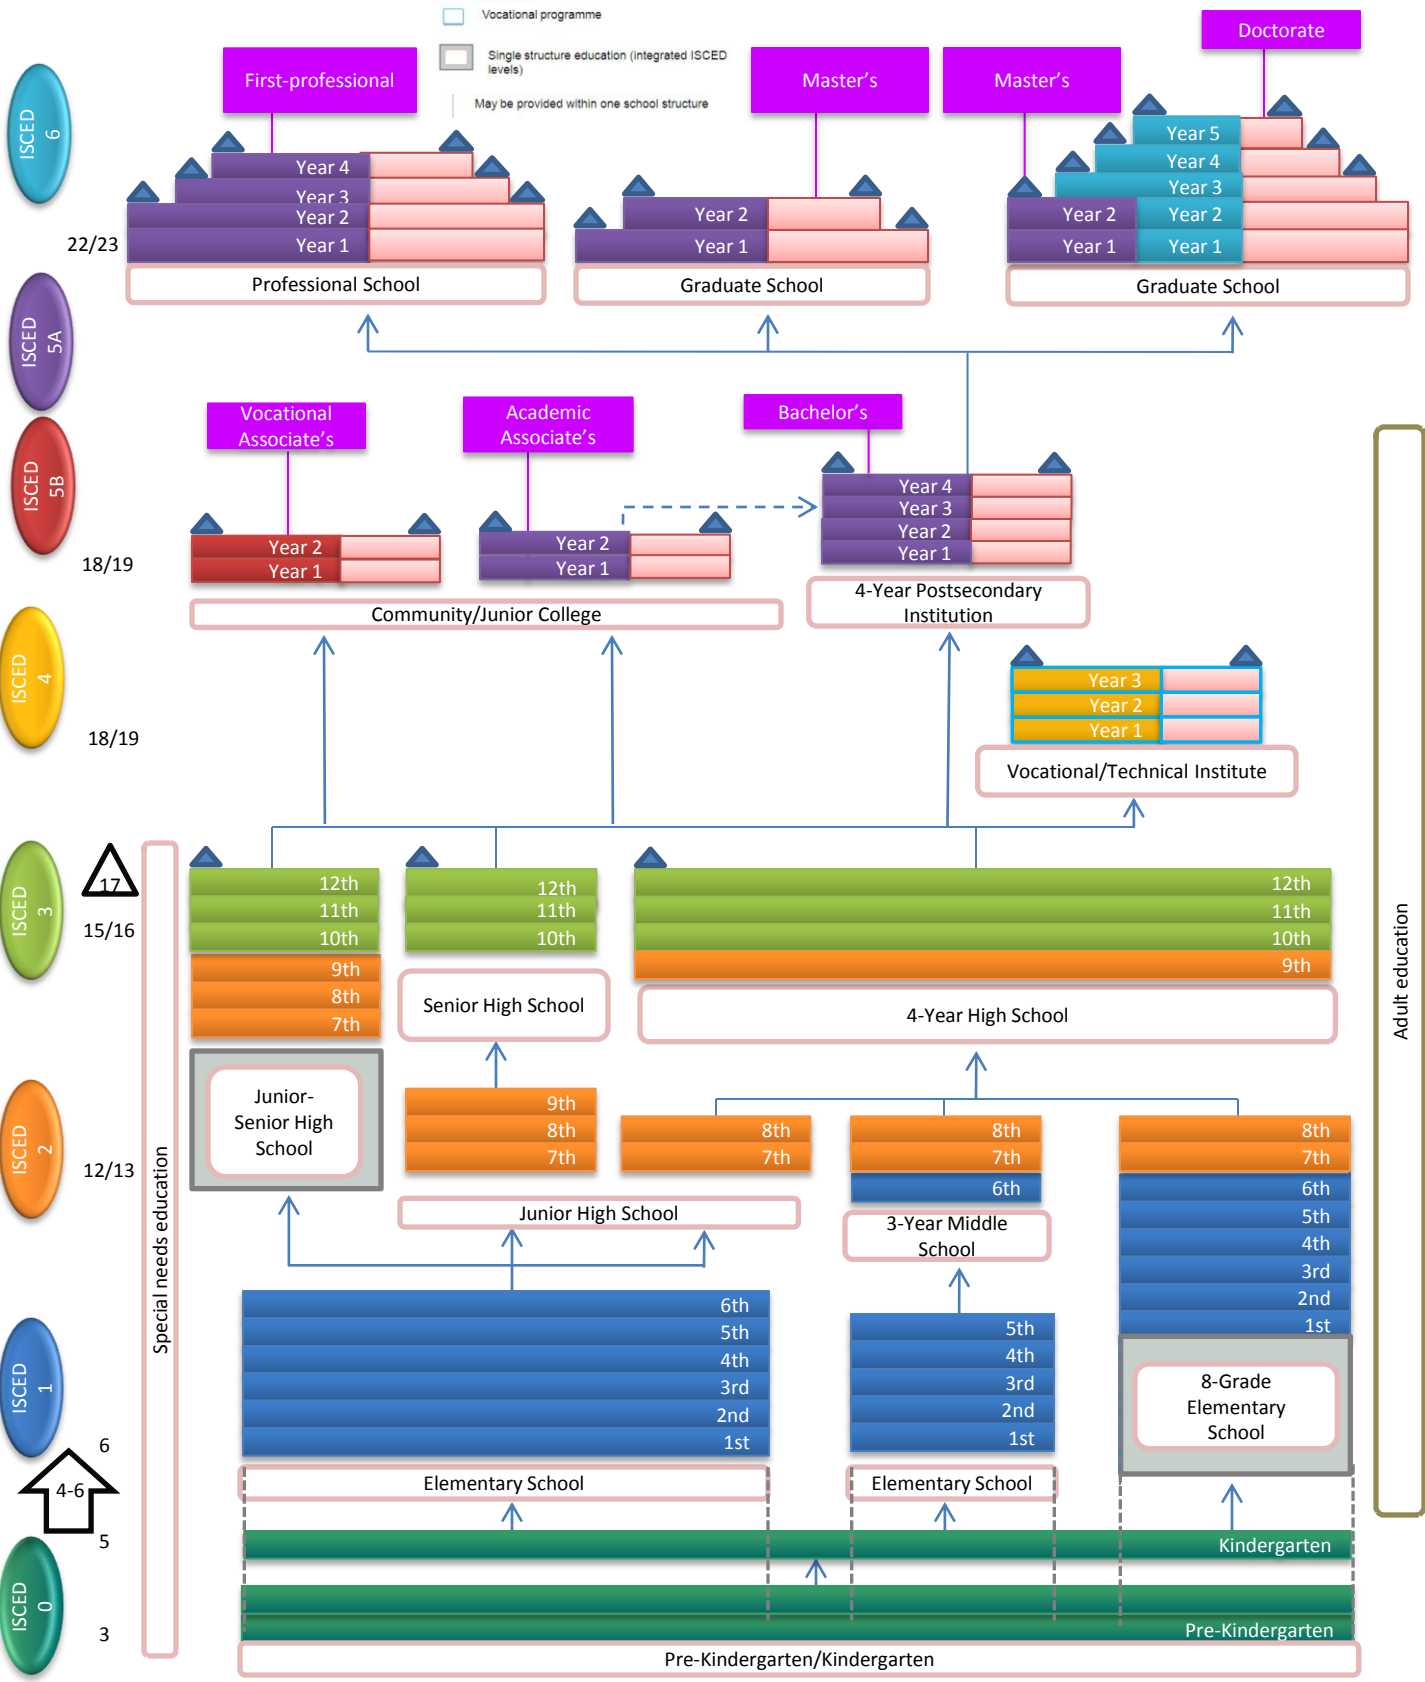 Vocational programme
Single structure education (integrated ISCED
levels)
May be provided within one school structure
First-professional
Master's
Master's
Doctorate
ISCED
6
Year 4
Year 3
Year 2
Year 1
Year 2
Year 1
Year 2
Year 1
Year 5
Year 4
Year 3
Year 2
Year 1
22/23
Professional School
Graduate School
Graduate School
ISCED
5A
Vocational
Associate's
Academic
Associate's
Bachelor's
ISCED
5B
Year 2
Year 1
Year 2
Year 1
Year 4
Year 3
Year 2
Year 1
18/19
Community/Junior College
4-Year Postsecondary
Institution
ISCED
4
Year 3
Year 2
Year 1
18/19
Vocational/Technical Institute
ISCED
3
17
15/16
12th
11th
10th
9th
8th
7th
12th
11th
10th
12th
11th
10th
9th
Senior High School
4-Year High School
Adult education
Junior-
Senior High
School
ISCED
2
12/13
9th
8th
7th
8th
7th
8th
7th
6th
8th
7th
6th
5th
4th
3rd
2nd
1st
Junior High School
3-Year Middle
School
Special needs education
ISCED
1
6
6th
5th
4th
3rd
2nd
1st
5th
4th
3rd
2nd
1st
8-Grade
Elementary
School
4-6
Elementary School
Elementary School
5
Kindergarten
ISCED
0
3
Pre-Kindergarten
Pre-Kindergarten/Kindergarten